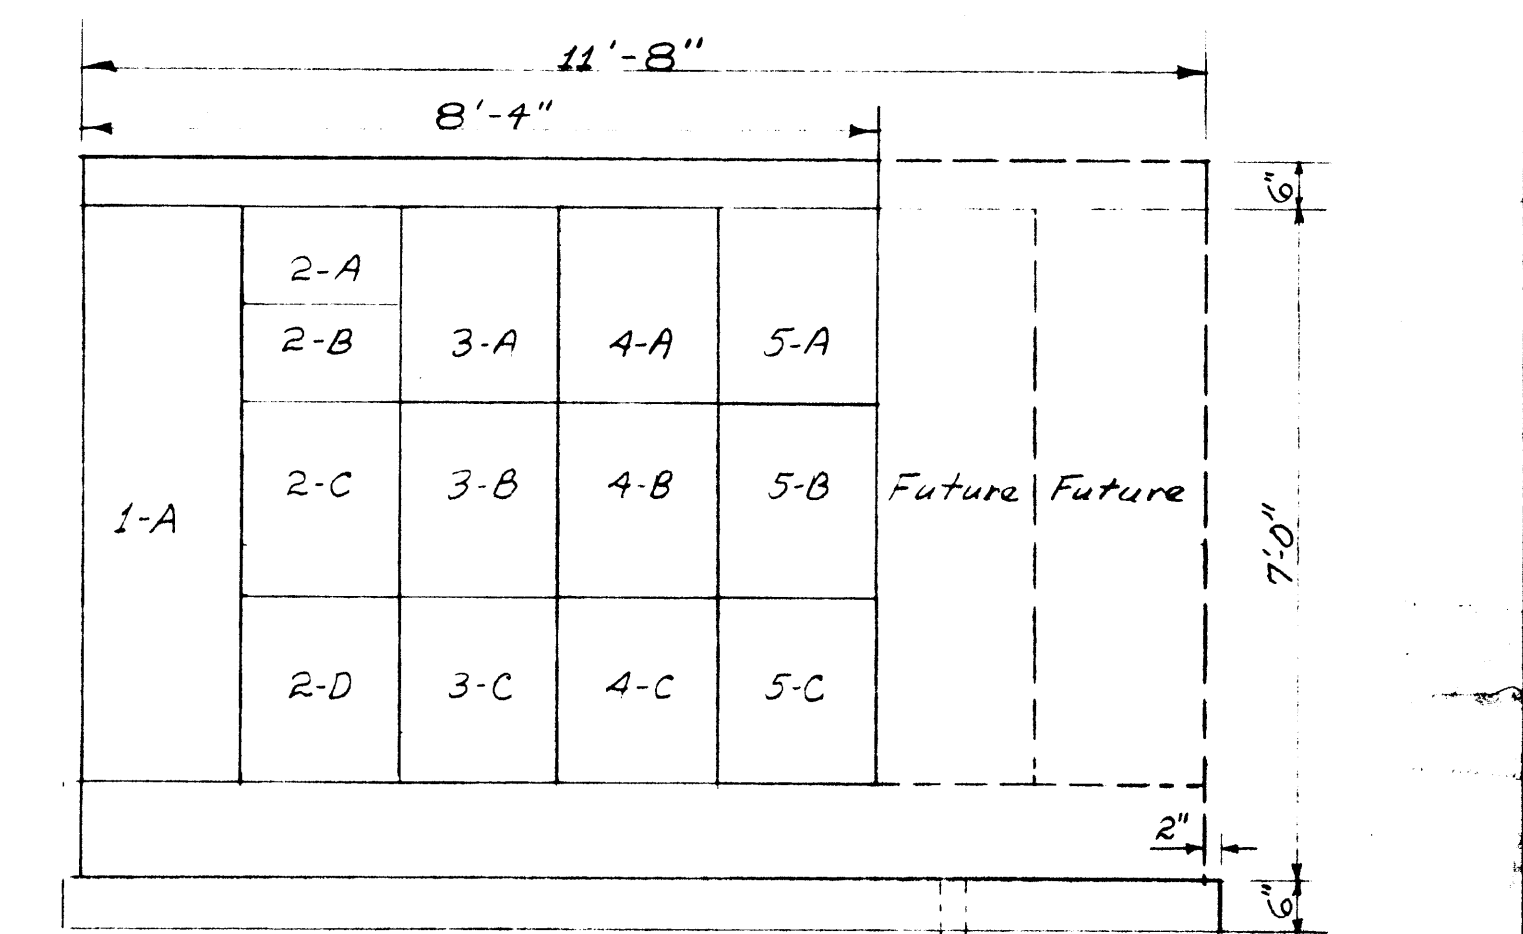 11'-8"
8'-4"
6"
2-A
2-B 3-A 4-A 5-A
2-C 3-B 4-B 5-B Future Future
1-A
7'-0"
2-D 3-C 4-C 5-C
2"
6"